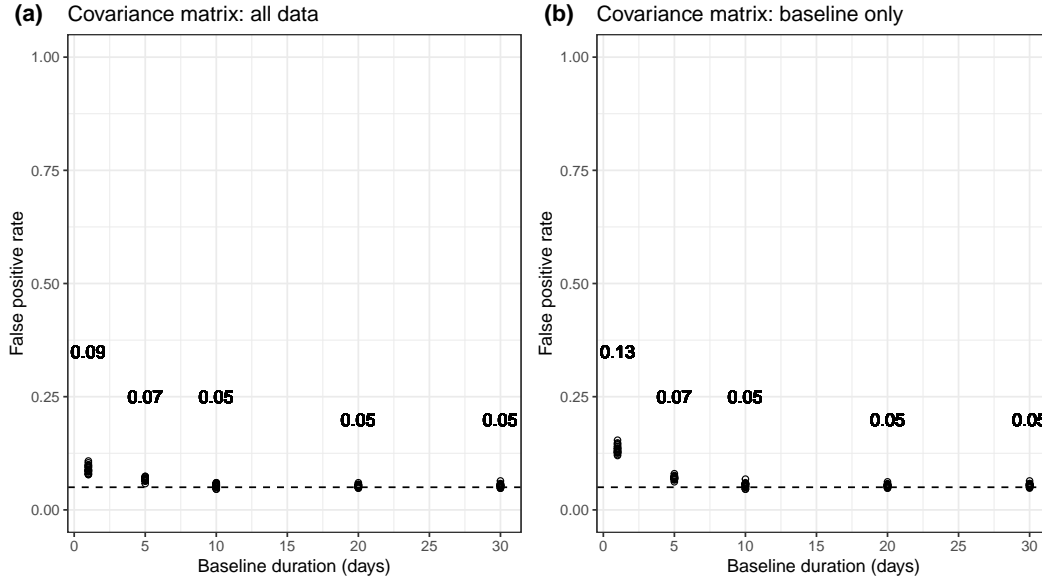 (a) Covariance matrix: all data
1.00
0.75
0.50
0.25
0.00
False positive rate
0.09
0.07
0.05
0.05
0.05
0 5 10 15 20 25 30
Baseline duration (days)
(b) Covariance matrix: baseline only
1.00
0.75
0.50
0.25
0.00
False positive rate
0.13
0.07
0.05
0.05
0.05
0 5 10 15 20 25 30
Baseline duration (days)